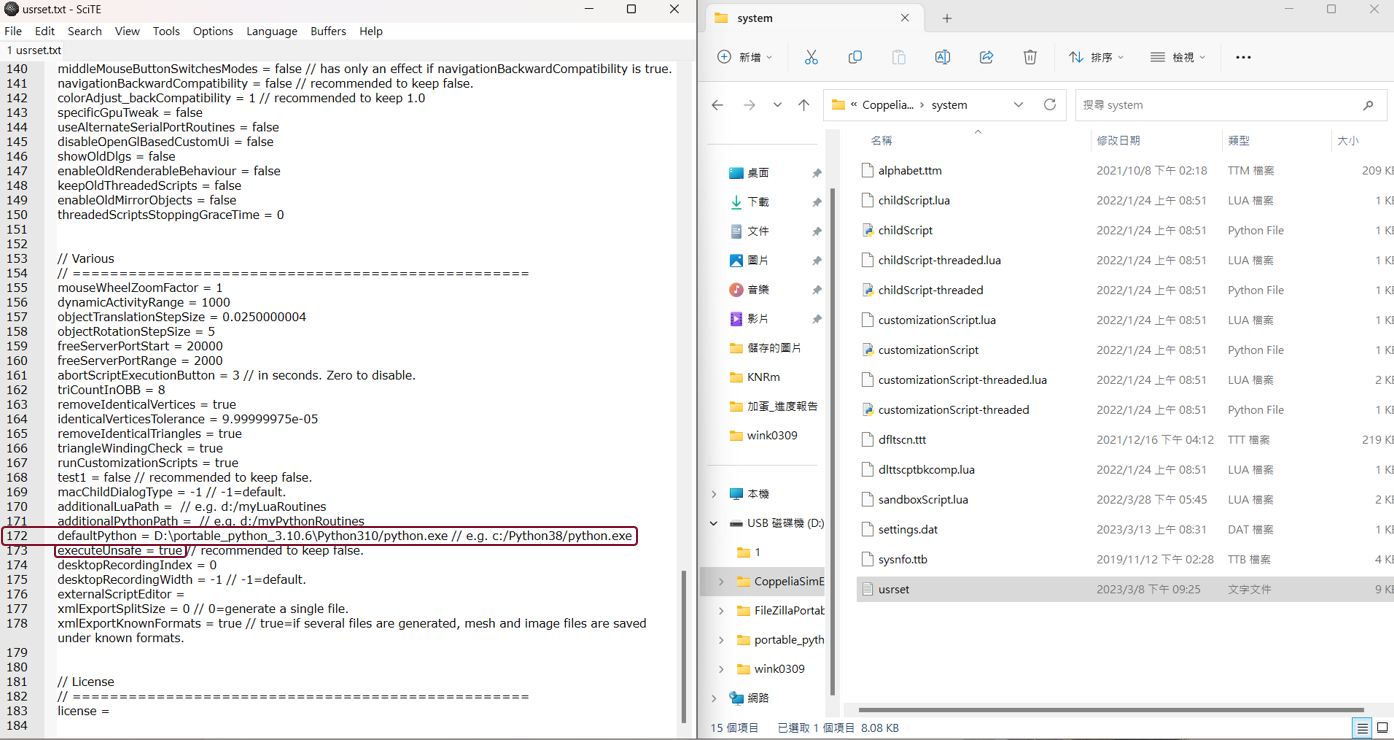 usrset.txt - SciTE
File Edit Search View Tools Options Language Buffers Help
1 usrset.txt
140 middleMouseButtonSwitchesModes = false // has only an effect if navigationBackwardCompatibility is true.
141 navigationBackwardCompatibility = false // recommended to keep false.
142 colorAdjust_backCompatibility = 1 // recommended to keep 1.0
143 specificGpuTweak = false
144 useAlternateSerialPortRoutines = false
145 disableOpenGlBasedCustomUi = false
146 showOldDlgs = false
147 enableOldRenderableBehaviour = false
148 keepOldThreadedScripts = false
149 enableOldMirrorObjects = false
150 threadedScriptsStoppingGraceTime = 0
151
152
153 // Various
154 // =================================================
155 mouseWheelZoomFactor = 1
156 dynamicActivityRange = 1000
157 objectTranslationStepSize = 0.0250000004
158 objectRotationStepSize = 5
159 freeServerPortStart = 20000
160 freeServerPortRange = 2000
161 abortScriptExecutionButton = 3 // in seconds. Zero to disable.
162 triCountInOBB = 8
163 removeIdenticalVertices = true
164 identicalVerticesTolerance = 9.99999975e-05
165 removeIdenticalTriangles = true
166 triangleWindingCheck = true
167 runCustomizationScripts = true
168 test1 = false // recommended to keep false.
169 macChildDialogType = -1 // -1=default.
170 additionalLuaPath =  // e.g. d:/myLuaRoutines
171 additionalPythonPath =  // e.g. d:/myPythonRoutines
172 defaultPython = D:\portable_python_3.10.6\Python310/python.exe // e.g. c:/Python38/python.exe
173 executeUnsafe = true // recommended to keep false.
174 desktopRecordingIndex = 0
175 desktopRecordingWidth = -1 // -1=default.
176 externalScriptEditor =
177 xmlExportSplitSize = 0 // 0=generate a single file.
178 xmlExportKnownFormats = true // true=if several files are generated, mesh and image files are saved
under known formats.
179
180
181 // License
182 // =================================================
183 license =
184
system
新增 排序 檢視
« Coppelia... › system
搜尋 system
桌面
下載
文件
圖片
音樂
影片
儲存的圖片
KNRm
加蛋_進度報告
wink0309
本機
USB 磁碟機 (D:)
1
CoppeliaSimE
FileZillaPortab
portable_pyth
wink0309
網路
名稱 修改日期 類型 大小
alphabet.ttm 2021/10/8 下午 02:18 TTM 檔案 209 KB
childScript.lua 2022/1/24 上午 08:51 LUA 檔案 1 KB
childScript 2022/1/24 上午 08:51 Python File 1 KB
childScript-threaded.lua 2022/1/24 上午 08:51 LUA 檔案 1 KB
childScript-threaded 2022/1/24 上午 08:51 Python File 1 KB
customizationScript.lua 2022/1/24 上午 08:51 LUA 檔案 1 KB
customizationScript 2022/1/24 上午 08:51 Python File 1 KB
customizationScript-threaded.lua 2022/1/24 上午 08:51 LUA 檔案 2 KB
customizationScript-threaded 2022/1/24 上午 08:51 Python File 1 KB
dfltscn.ttt 2021/12/16 下午 04:12 TTT 檔案 219 KB
dlttscptbkcomp.lua 2022/1/24 上午 08:51 LUA 檔案 1 KB
sandboxScript.lua 2022/3/28 下午 05:45 LUA 檔案 2 KB
settings.dat 2023/3/13 上午 08:31 DAT 檔案 1 KB
sysnfo.ttb 2019/11/12 下午 02:28 TTB 檔案 4 KB
usrset 2023/3/8 下午 09:25 文字文件 9 KB
15 個項目 已選取 1 個項目 8.08 KB